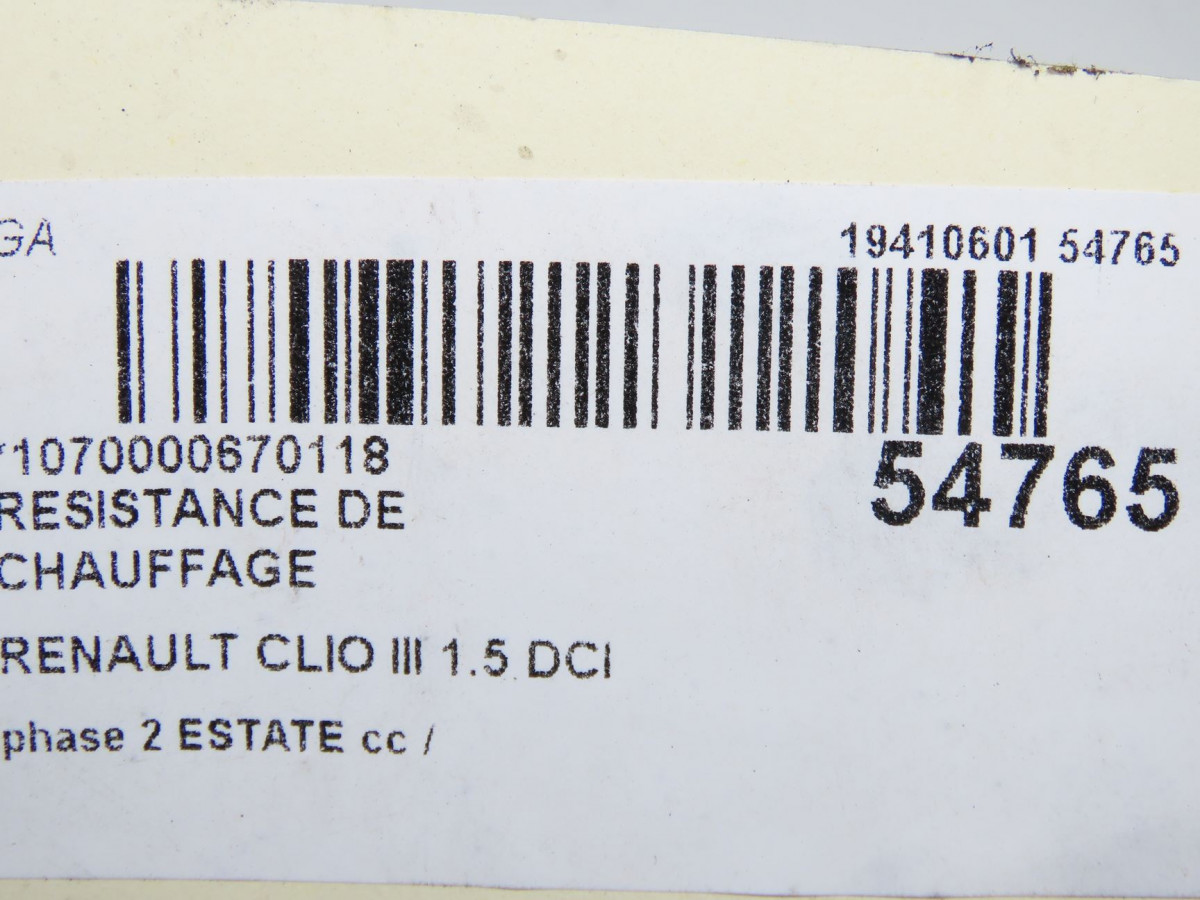 GA
19410601 54765
*1070000670118
54765
RESISTANCE DE
CHAUFFAGE
RENAULT CLIO III 1.5 DCI
phase 2 ESTATE cc /